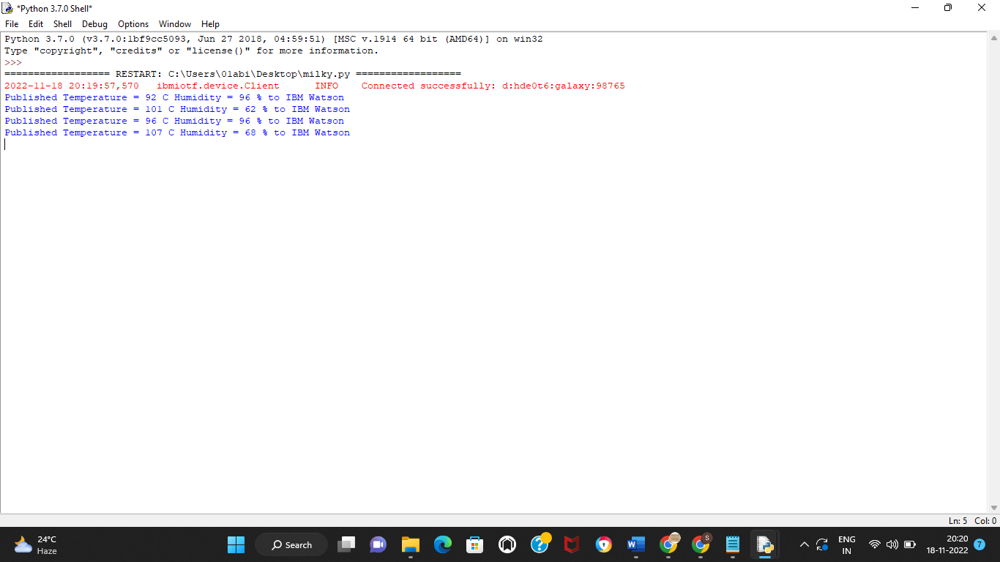 *Python 3.7.0 Shell*
File Edit Shell Debug Options Window Help
Python 3.7.0 (v3.7.0:1bf9cc5093, Jun 27 2018, 04:59:51) [MSC v.1914 64 bit (AMD64)] on win32
Type "copyright", "credits" or "license()" for more information.
>>>
================== RESTART: C:\Users\01abi\Desktop\milky.py ==================
2022-11-18 20:19:57,570   ibmiotf.device.Client      INFO    Connected successfully: d:hde0t6:galaxy:98765
Published Temperature = 92 C Humidity = 96 % to IBM Watson
Published Temperature = 101 C Humidity = 62 % to IBM Watson
Published Temperature = 96 C Humidity = 96 % to IBM Watson
Published Temperature = 107 C Humidity = 68 % to IBM Watson
Ln: 5 Col: 0
24°C
Haze
Search
S
ENG
IN
20:20
18-11-2022
7